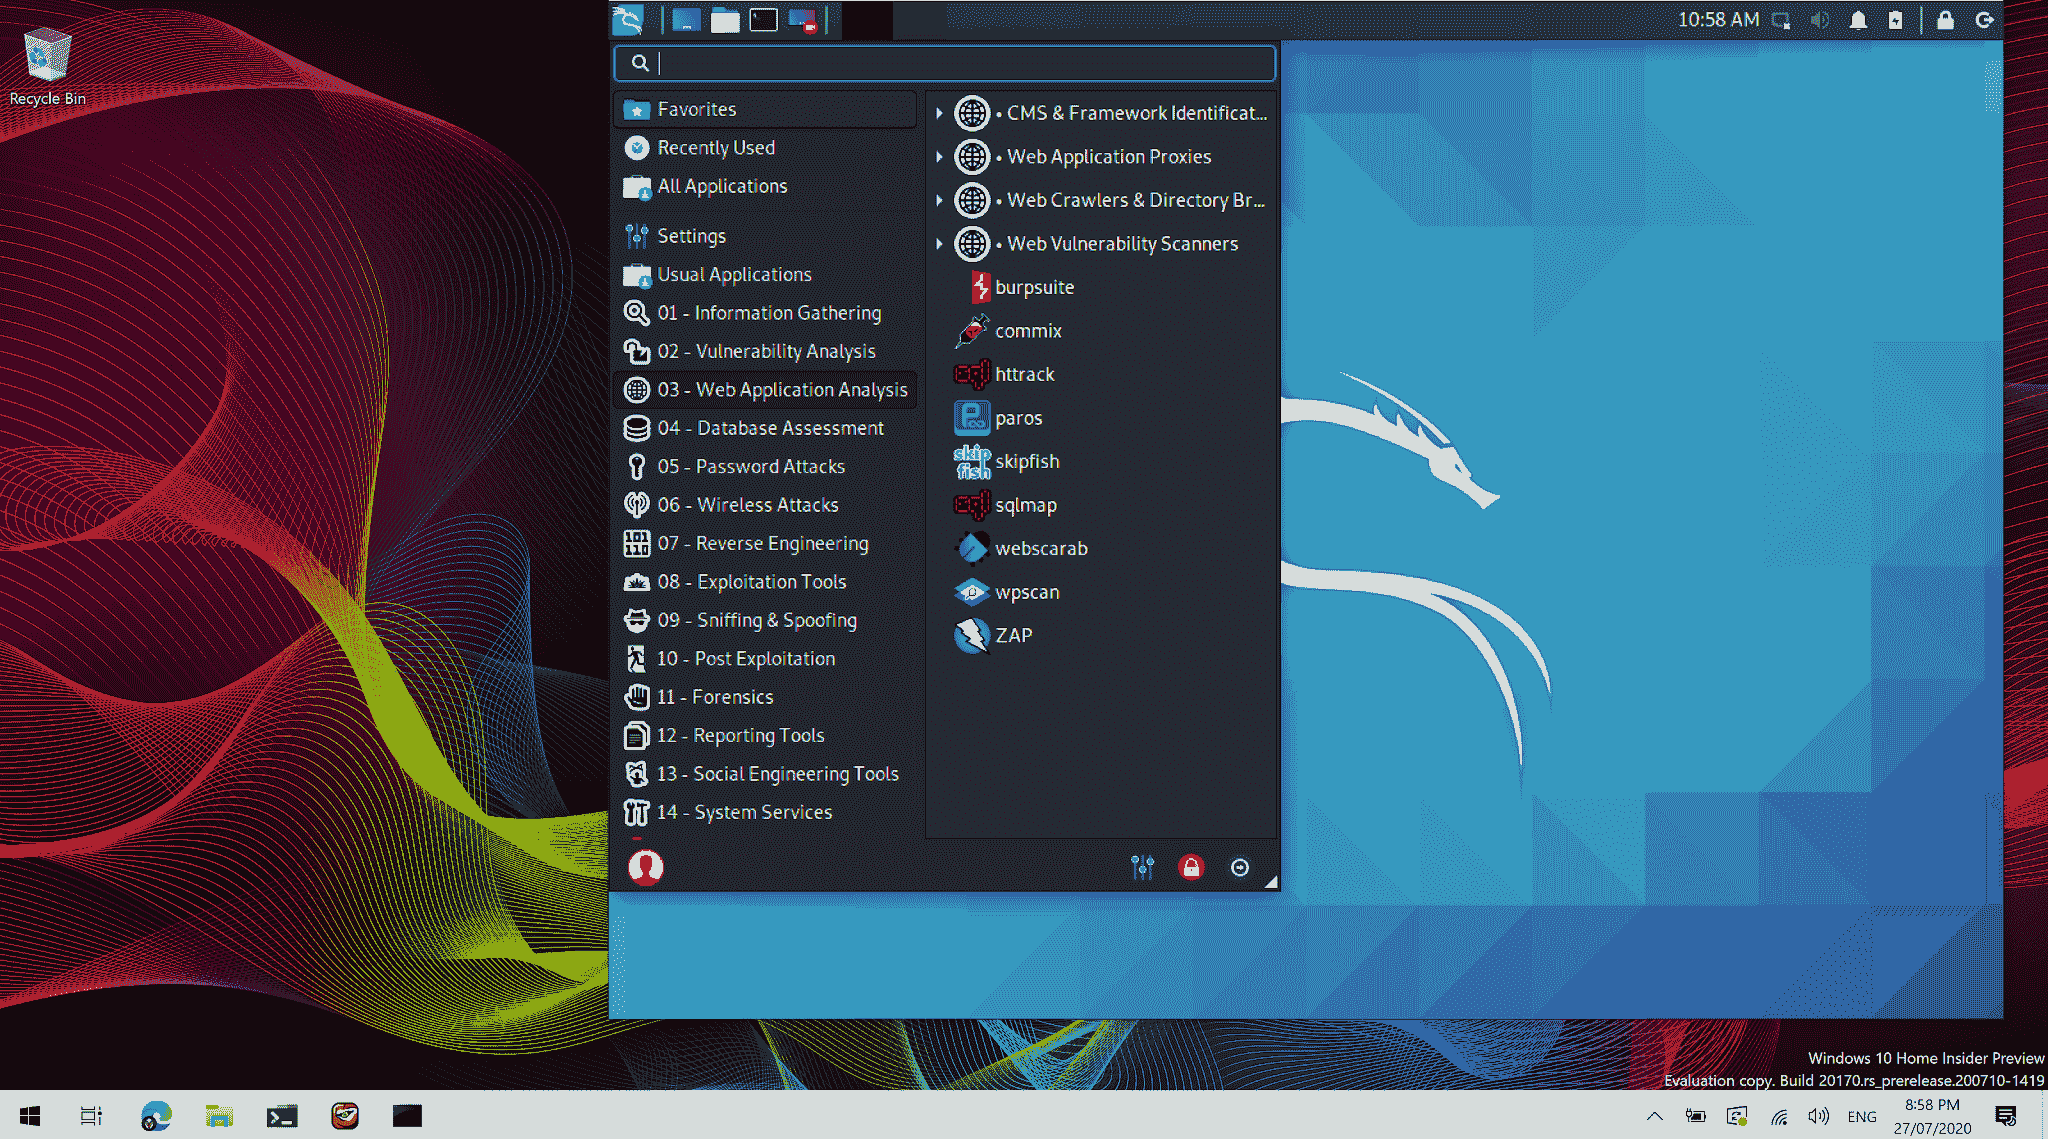 Recycle Bin
10:58 AM
Favorites
Recently Used
All Applications
Settings
Usual Applications
01 - Information Gathering
02 - Vulnerability Analysis
03 - Web Application Analysis
04 - Database Assessment
05 - Password Attacks
06 - Wireless Attacks
07 - Reverse Engineering
08 - Exploitation Tools
09 - Sniffing & Spoofing
10 - Post Exploitation
11 - Forensics
12 - Reporting Tools
13 - Social Engineering Tools
14 - System Services
• CMS & Framework Identificat...
• Web Application Proxies
• Web Crawlers & Directory Br...
• Web Vulnerability Scanners
burpsuite
commix
httrack
paros
skip fish skipfish
sqlmap
webscarab
wpscan
ZAP
Windows 10 Home Insider Preview
Evaluation copy. Build 20170.rs_prerelease.200710-1419
ENG
8:58 PM
27/07/2020